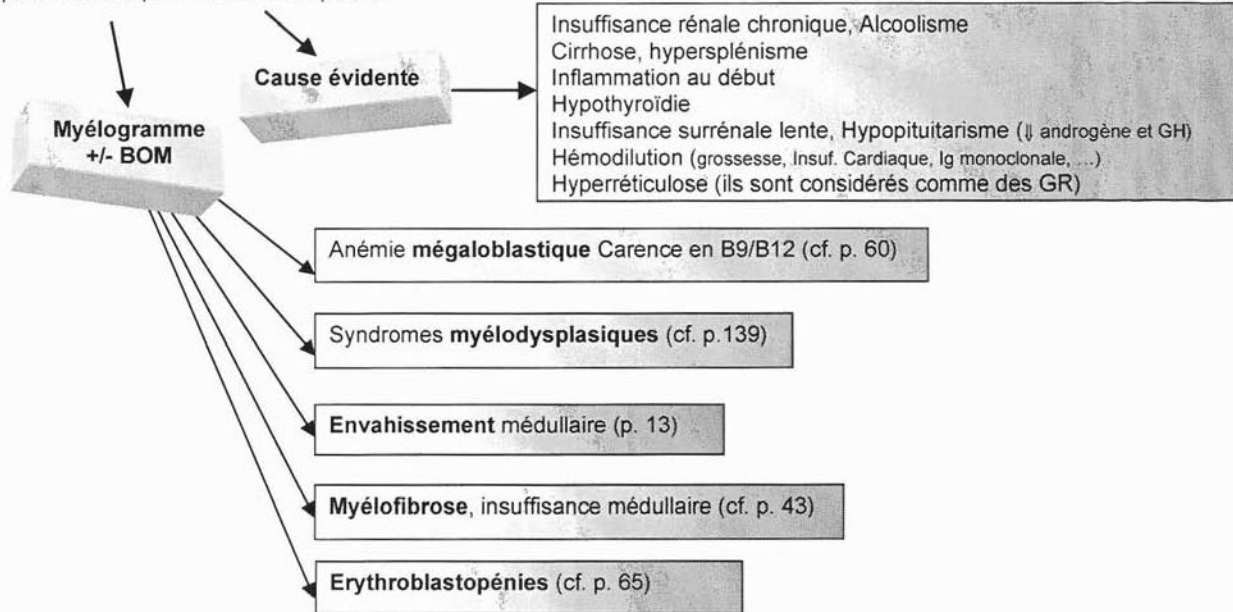 Cause évidente
Insuffisance rénale chronique, Alcoolisme
Cirrhose, hypersplénisme
Inflammation au début
Hypothyroïdie
Insuffisance surrénale lente, Hypopituitarisme (⇓ androgène et GH)
Hémodilution (grossesse, Insuf. Cardiaque, Ig monoclonale, ...)
Hyperréticulose (ils sont considérés comme des GR)
Myélogramme
+/- BOM
Anémie mégaloblastique Carence en B9/B12 (cf. p. 60)
Syndromes myélodysplasiques (cf. p.139)
Envahissement médullaire (p. 13)
Myélofibrose, insuffisance médullaire (cf. p. 43)
Erythroblastopénies (cf. p. 65)